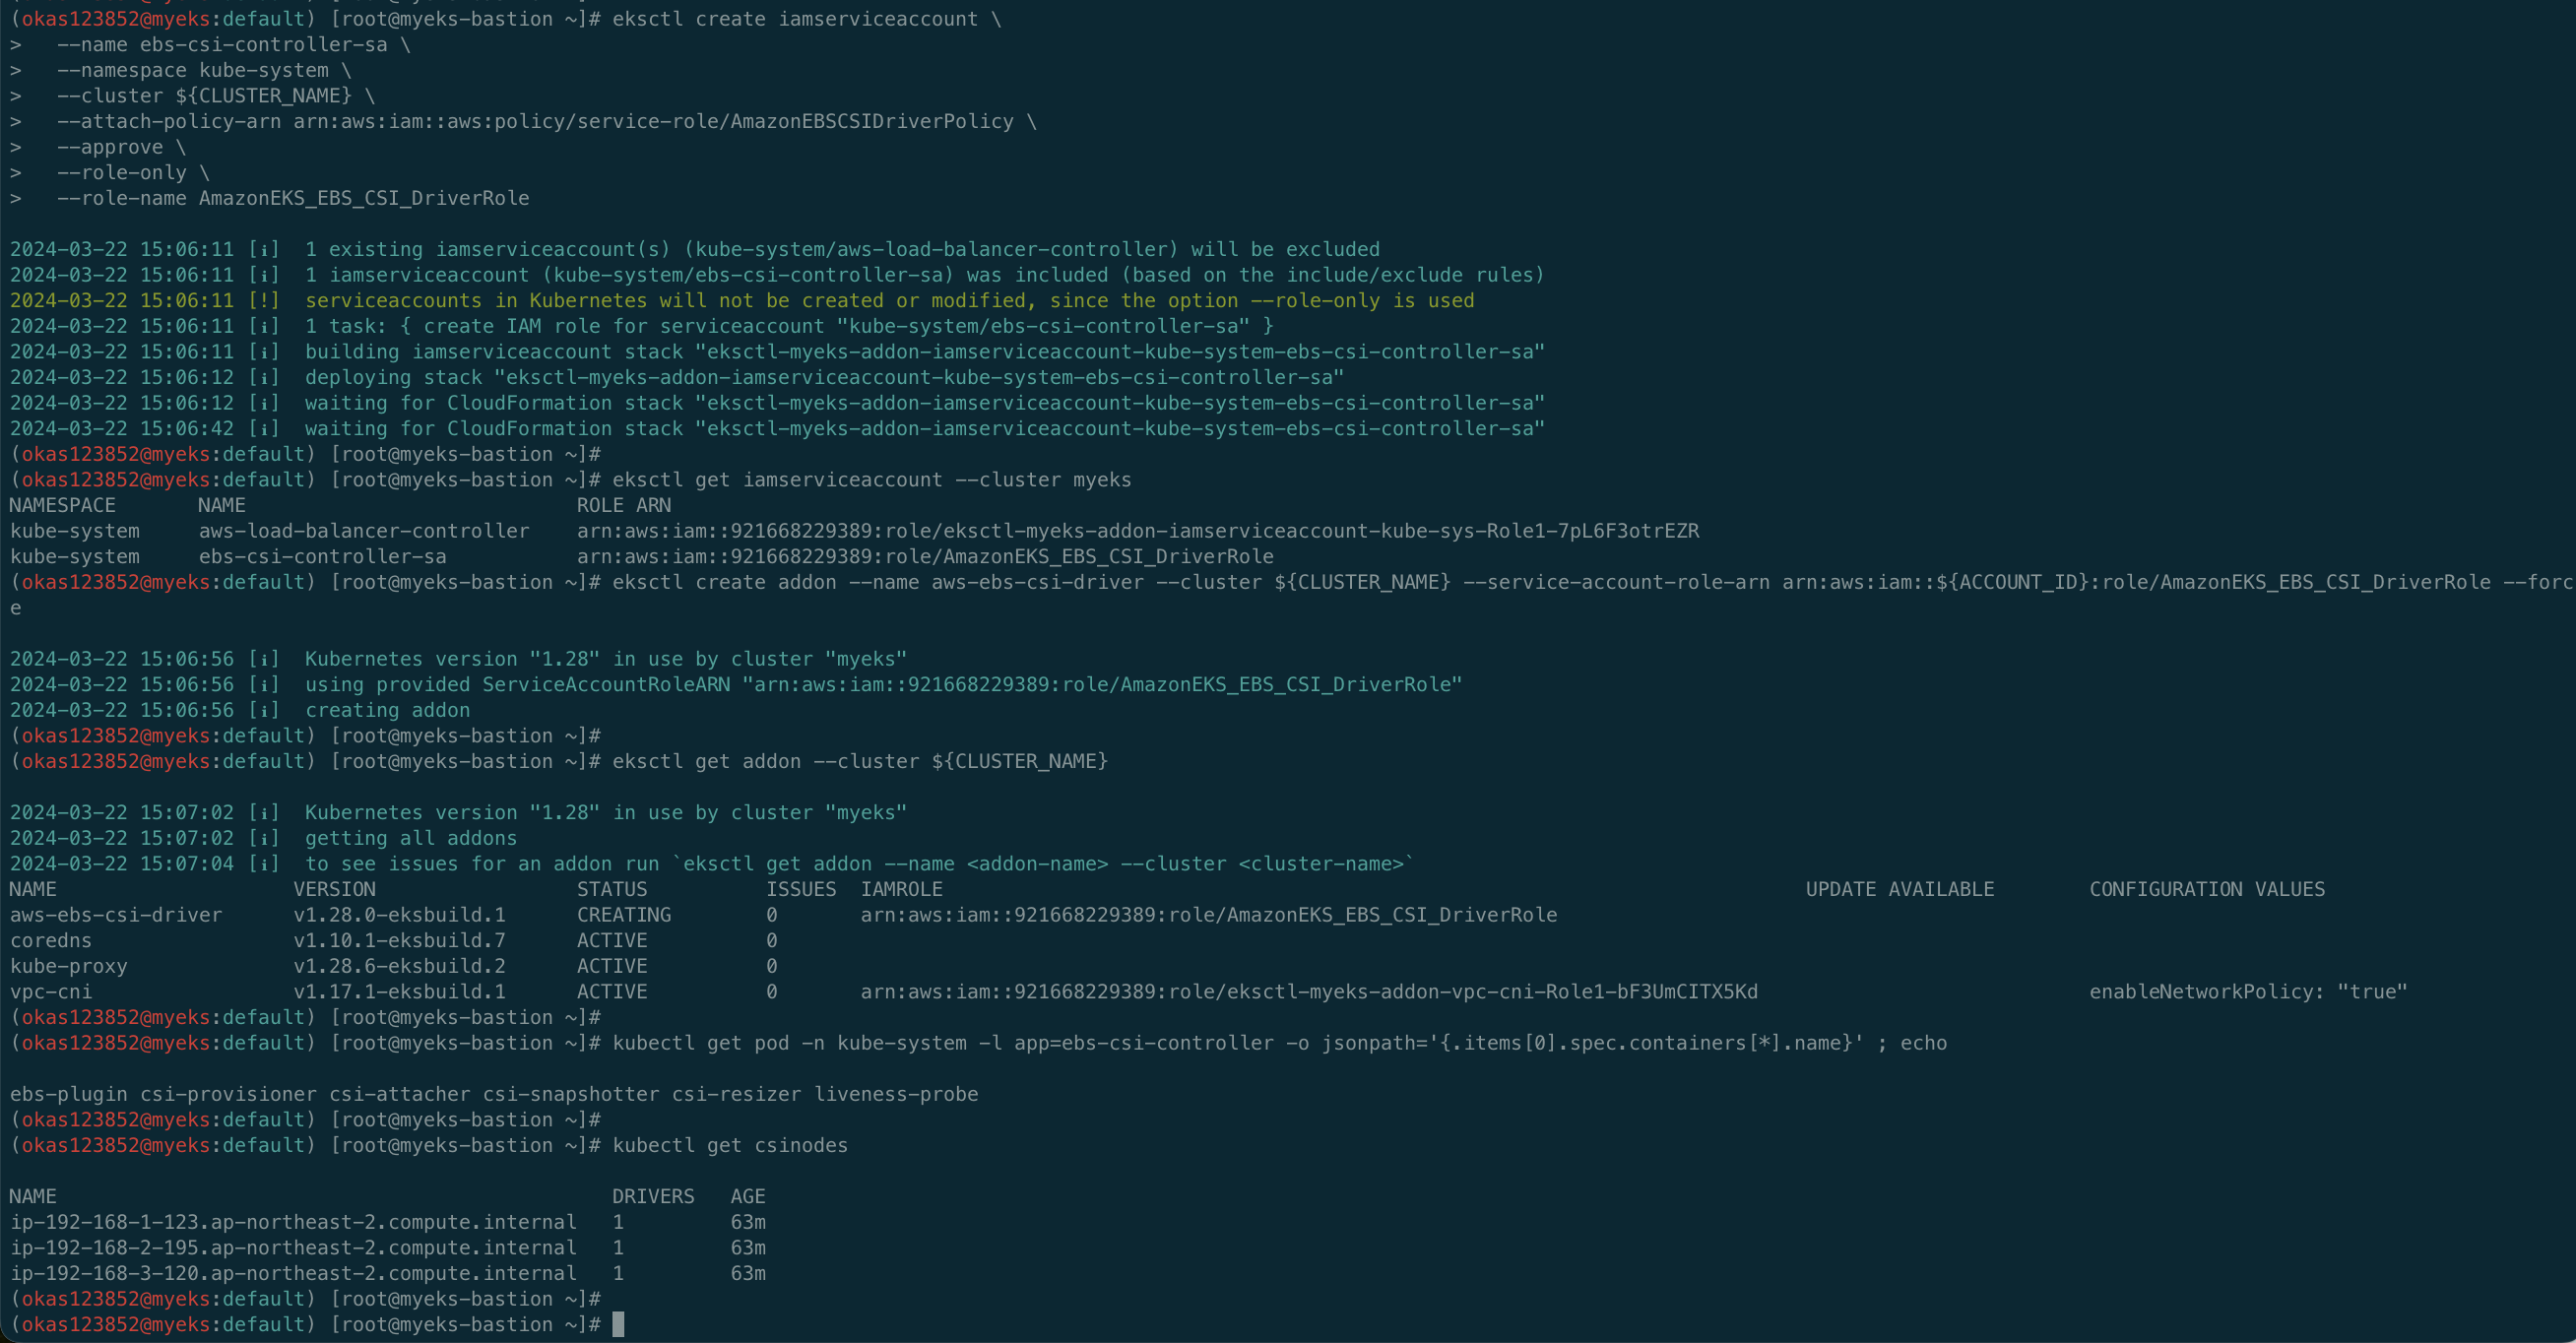 (okas123852@myeks:default) [root@myeks-bastion ~]# eksctl create iamserviceaccount \
>   --name ebs-csi-controller-sa \
>   --namespace kube-system \
>   --cluster ${CLUSTER_NAME} \
>   --attach-policy-arn arn:aws:iam::aws:policy/service-role/AmazonEBSCSIDriverPolicy \
>   --approve \
>   --role-only \
>   --role-name AmazonEKS_EBS_CSI_DriverRole
2024-03-22 15:06:11 [ℹ]  1 existing iamserviceaccount(s) (kube-system/aws-load-balancer-controller) will be excluded
2024-03-22 15:06:11 [ℹ]  1 iamserviceaccount (kube-system/ebs-csi-controller-sa) was included (based on the include/exclude rules)
2024-03-22 15:06:11 [!]  serviceaccounts in Kubernetes will not be created or modified, since the option --role-only is used
2024-03-22 15:06:11 [ℹ]  1 task: { create IAM role for serviceaccount "kube-system/ebs-csi-controller-sa" }
2024-03-22 15:06:11 [ℹ]  building iamserviceaccount stack "eksctl-myeks-addon-iamserviceaccount-kube-system-ebs-csi-controller-sa"
2024-03-22 15:06:12 [ℹ]  deploying stack "eksctl-myeks-addon-iamserviceaccount-kube-system-ebs-csi-controller-sa"
2024-03-22 15:06:12 [ℹ]  waiting for CloudFormation stack "eksctl-myeks-addon-iamserviceaccount-kube-system-ebs-csi-controller-sa"
2024-03-22 15:06:42 [ℹ]  waiting for CloudFormation stack "eksctl-myeks-addon-iamserviceaccount-kube-system-ebs-csi-controller-sa"
(okas123852@myeks:default) [root@myeks-bastion ~]#
(okas123852@myeks:default) [root@myeks-bastion ~]# eksctl get iamserviceaccount --cluster myeks
NAMESPACE       NAME                            ROLE ARN
kube-system     aws-load-balancer-controller    arn:aws:iam::921668229389:role/eksctl-myeks-addon-iamserviceaccount-kube-sys-Role1-7pL6F3otrEZR
kube-system     ebs-csi-controller-sa           arn:aws:iam::921668229389:role/AmazonEKS_EBS_CSI_DriverRole
(okas123852@myeks:default) [root@myeks-bastion ~]# eksctl create addon --name aws-ebs-csi-driver --cluster ${CLUSTER_NAME} --service-account-role-arn arn:aws:iam::${ACCOUNT_ID}:role/AmazonEKS_EBS_CSI_DriverRole --forc
e
2024-03-22 15:06:56 [ℹ]  Kubernetes version "1.28" in use by cluster "myeks"
2024-03-22 15:06:56 [ℹ]  using provided ServiceAccountRoleARN "arn:aws:iam::921668229389:role/AmazonEKS_EBS_CSI_DriverRole"
2024-03-22 15:06:56 [ℹ]  creating addon
(okas123852@myeks:default) [root@myeks-bastion ~]#
(okas123852@myeks:default) [root@myeks-bastion ~]# eksctl get addon --cluster ${CLUSTER_NAME}
2024-03-22 15:07:02 [ℹ]  Kubernetes version "1.28" in use by cluster "myeks"
2024-03-22 15:07:02 [ℹ]  getting all addons
2024-03-22 15:07:04 [ℹ]  to see issues for an addon run `eksctl get addon --name <addon-name> --cluster <cluster-name>`
NAME                    VERSION                 STATUS          ISSUES  IAMROLE                                                                         UPDATE AVAILABLE        CONFIGURATION VALUES
aws-ebs-csi-driver      v1.28.0-eksbuild.1      CREATING        0       arn:aws:iam::921668229389:role/AmazonEKS_EBS_CSI_DriverRole
coredns                 v1.10.1-eksbuild.7      ACTIVE          0
kube-proxy              v1.28.6-eksbuild.2      ACTIVE          0
vpc-cni                 v1.17.1-eksbuild.1      ACTIVE          0       arn:aws:iam::921668229389:role/eksctl-myeks-addon-vpc-cni-Role1-bF3UmCITX5Kd                            enableNetworkPolicy: "true"
(okas123852@myeks:default) [root@myeks-bastion ~]#
(okas123852@myeks:default) [root@myeks-bastion ~]# kubectl get pod -n kube-system -l app=ebs-csi-controller -o jsonpath='{.items[0].spec.containers[*].name}' ; echo
ebs-plugin csi-provisioner csi-attacher csi-snapshotter csi-resizer liveness-probe
(okas123852@myeks:default) [root@myeks-bastion ~]#
(okas123852@myeks:default) [root@myeks-bastion ~]# kubectl get csinodes
NAME                                               DRIVERS   AGE
ip-192-168-1-123.ap-northeast-2.compute.internal   1         63m
ip-192-168-2-195.ap-northeast-2.compute.internal   1         63m
ip-192-168-3-120.ap-northeast-2.compute.internal   1         63m
(okas123852@myeks:default) [root@myeks-bastion ~]#
(okas123852@myeks:default) [root@myeks-bastion ~]#